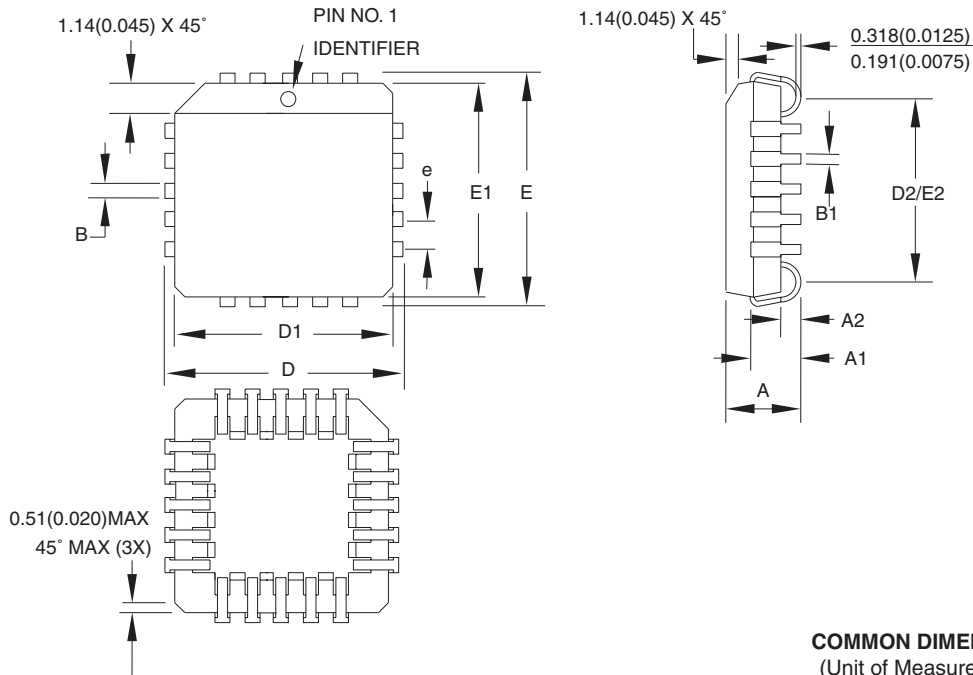 1.14(0.045) X 45˚
PIN NO. 1
IDENTIFIER
1.14(0.045) X 45˚
0.318(0.0125)
0.191(0.0075)
e
E1
E
B
D1
D
B1
D2/E2
A2
A1
A
0.51(0.020)MAX
45˚ MAX (3X)
COMMON
(Unit of